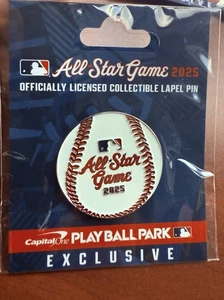 All Star Game 2025
OFFICIALLY LICENSED COLLECTIBLE LAPEL PIN
All Star
Game
2025
Capital One PLAY BALL PARK
EXCLUSIVE